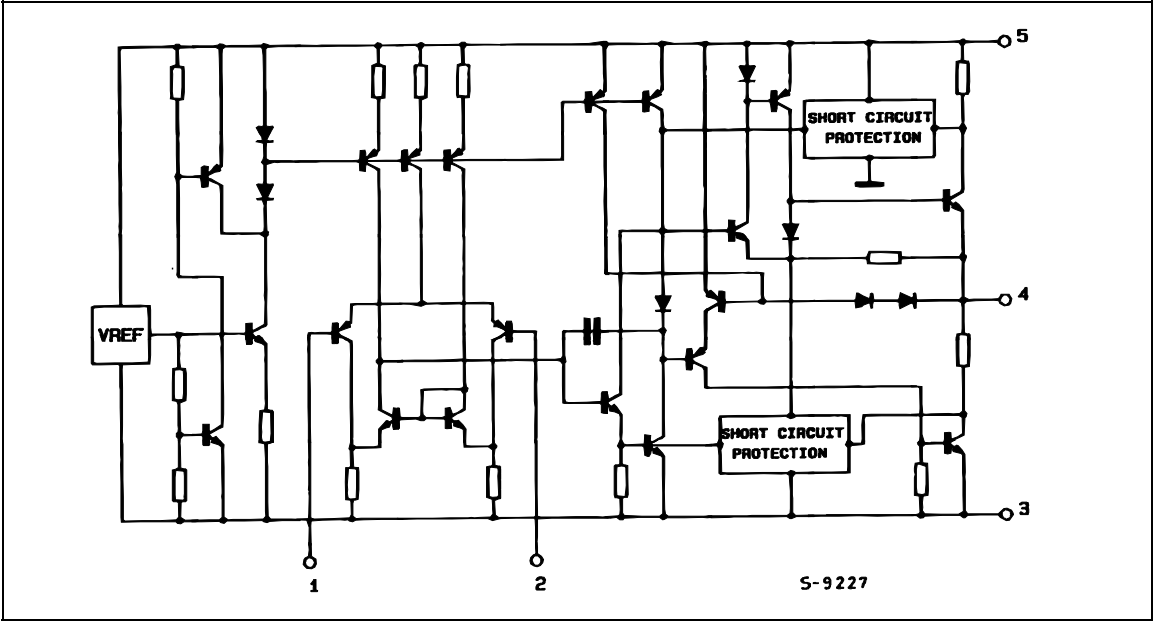 5
SHORT CIRCUIT
PROTECTION
4
VREF
SHORT CIRCUIT
PROTECTION
3
1
2
S-9227